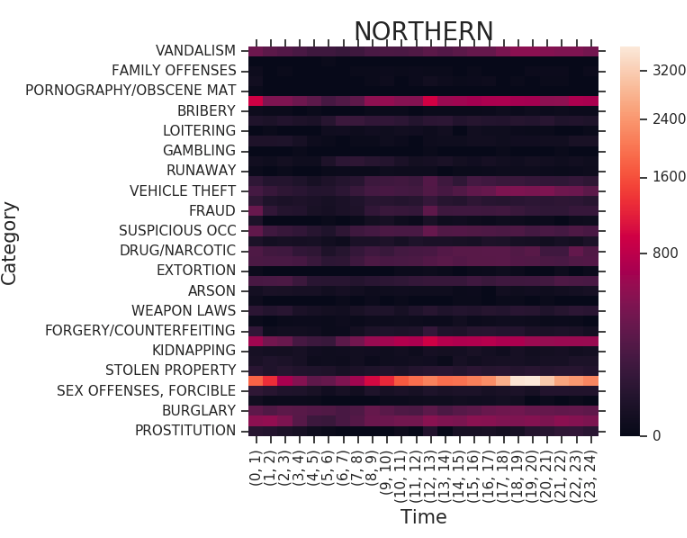 NORTHERN
VANDALISM
FAMILY OFFENSES
PORNOGRAPHY/OBSCENE MAT
BRIBERY
LOITERING
GAMBLING
RUNAWAY
VEHICLE THEFT
FRAUD
SUSPICIOUS OCC
DRUG/NARCOTIC
EXTORTION
ARSON
WEAPON LAWS
FORGERY/COUNTERFEITING
KIDNAPPING
STOLEN PROPERTY
SEX OFFENSES, FORCIBLE
BURGLARY
PROSTITUTION
Category
(0, 1)
(1, 2)
(2, 3)
(3, 4)
(4, 5)
(5, 6)
(6, 7)
(7, 8)
(8, 9)
(9, 10)
(10, 11)
(11, 12)
(12, 13)
(13, 14)
(14, 15)
(15, 16)
(16, 17)
(17, 18)
(18, 19)
(19, 20)
(20, 21)
(21, 22)
(22, 23)
(23, 24)
Time
3200
2400
1600
800
0